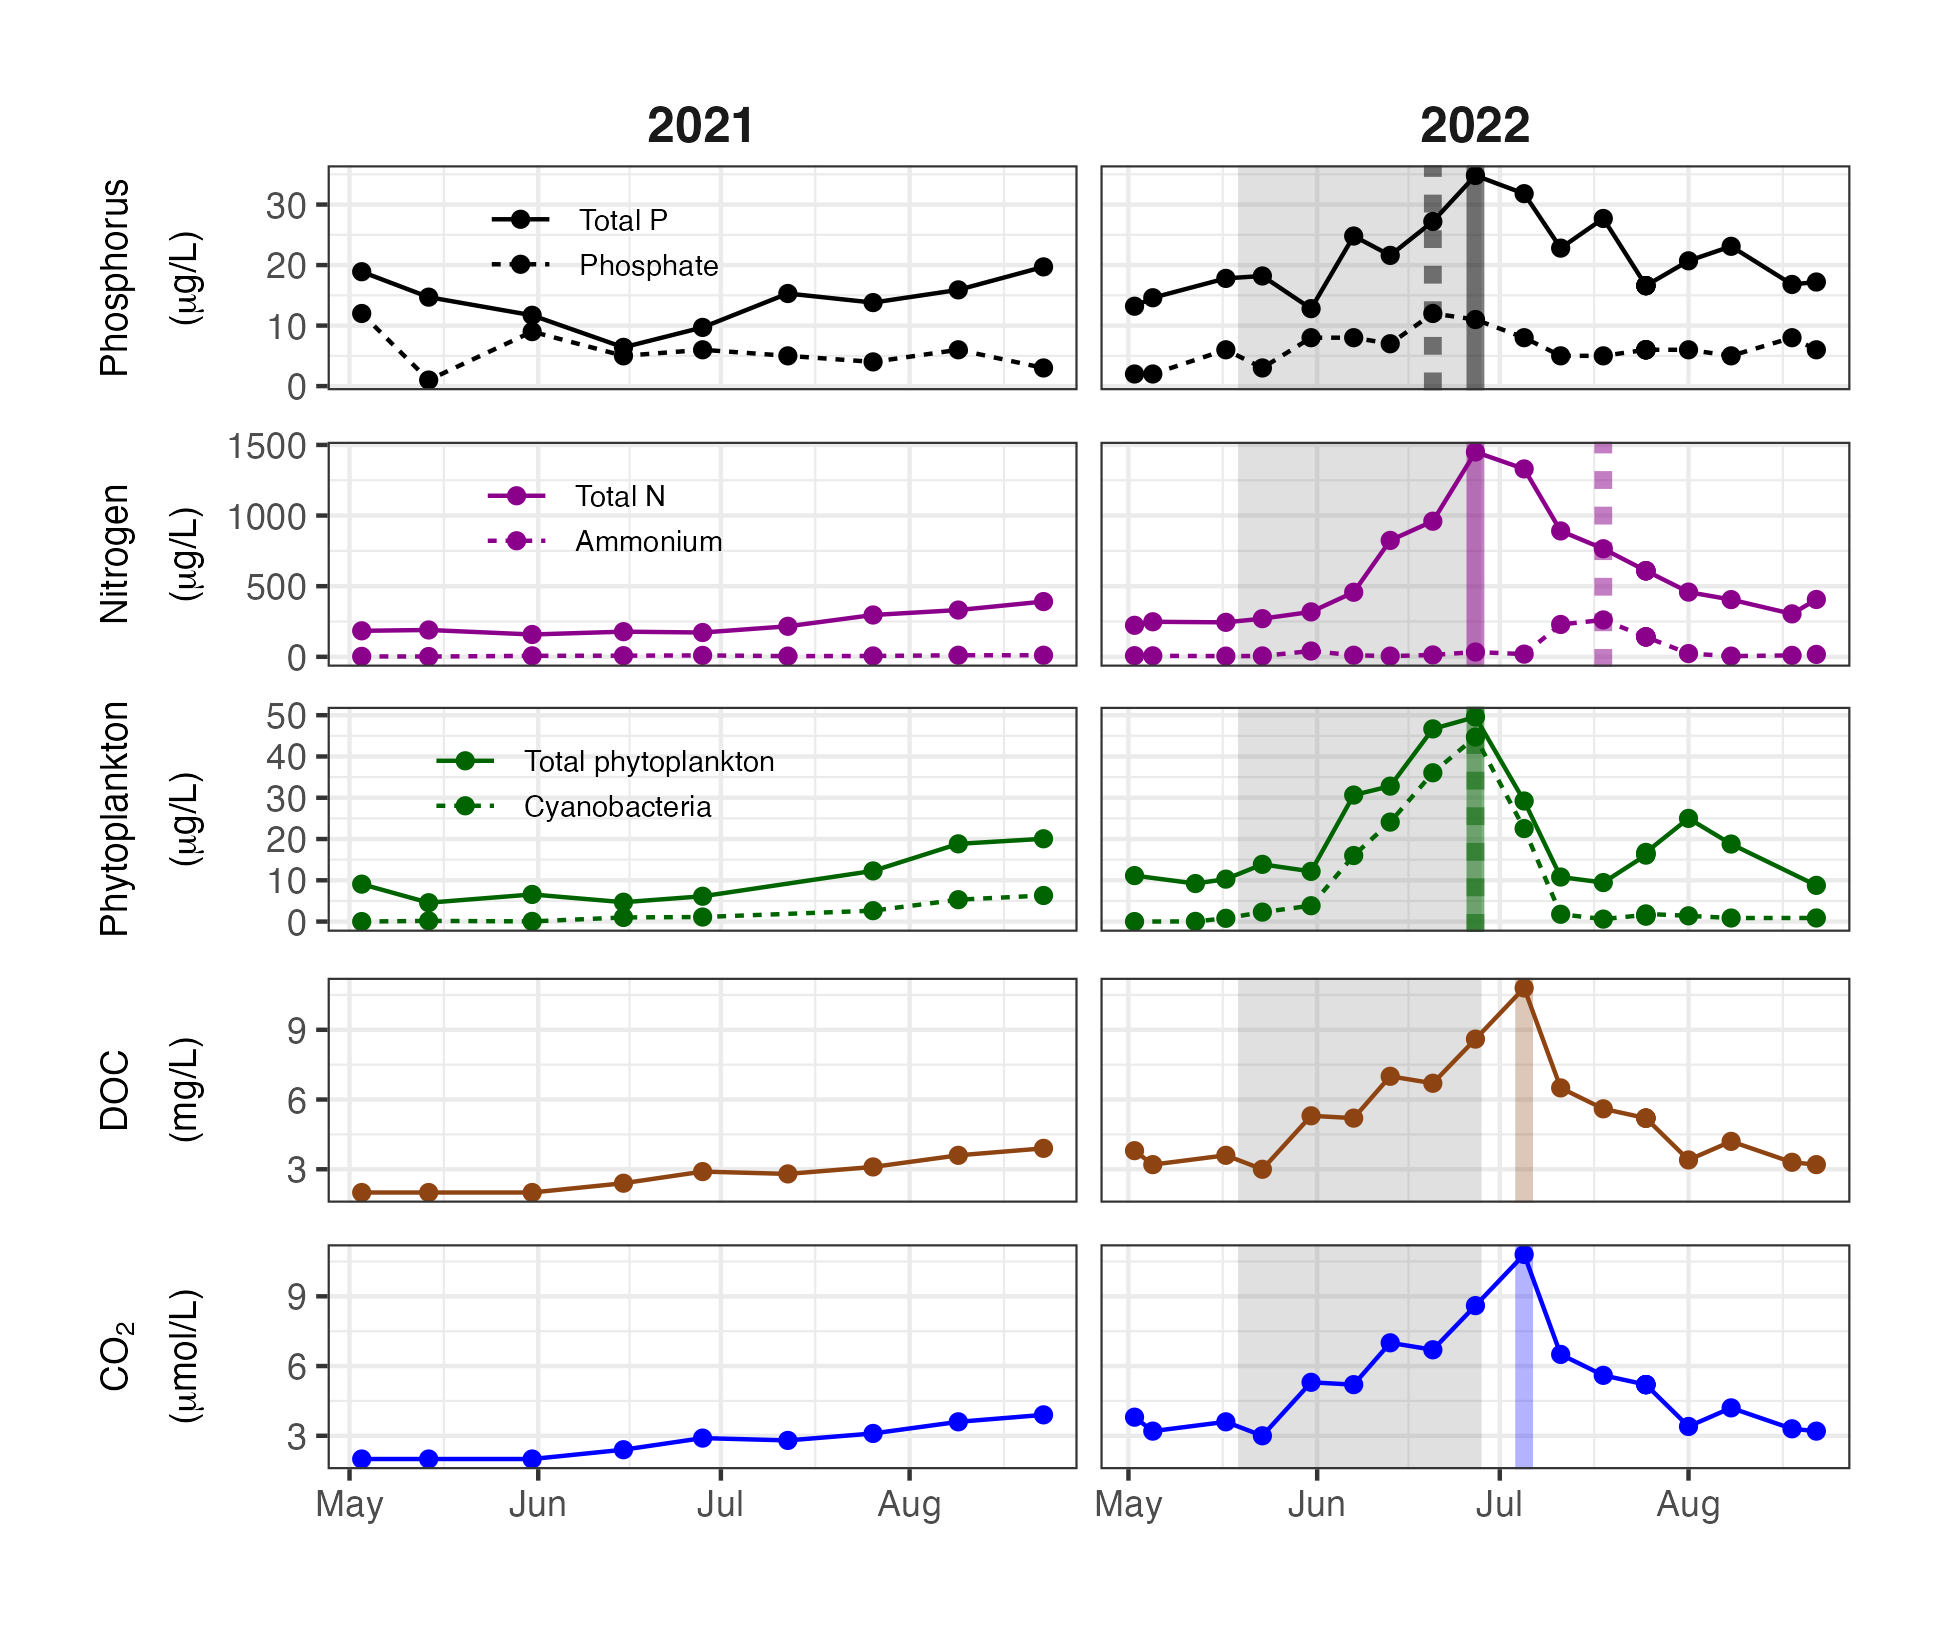 2021 2022
Phosphorus
(µg/L)
30
20
10
0
Total P
Phosphate
Nitrogen
(µg/L)
1500
1000
500
0
Total N
Ammonium
Phytoplankton
(µg/L)
50
40
30
20
10
0
Total phytoplankton
Cyanobacteria
DOC
(mg/L)
9
6
3
CO₂
(µmol/L)
9
6
3
May Jun Jul Aug May Jun Jul Aug